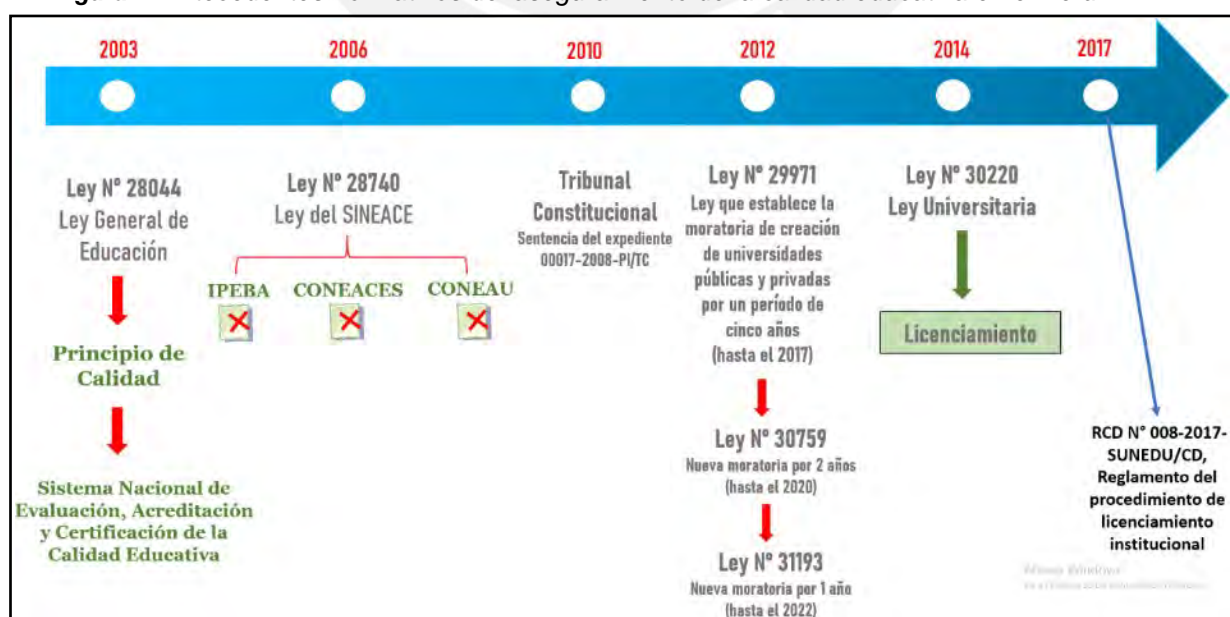 2003
2006
2010
2012
2014
2017
Ley N° 28044
Ley General de
Educación
Principio de
Calidad
Sistema Nacional de
Evaluación, Acreditación
y Certificación de la
Calidad Educativa
Ley N° 28740
Ley del SINEACE
IPEBA
CONEACES
CONEAU
Tribunal
Constitucional
Sentencia del expediente
00017-2008-PI/TC
Ley N° 29971
Ley que establece la
moratoria de creación
de universidades
públicas y privadas
por un período de
cinco años
(hasta el 2017)
Ley N° 30759
Nueva moratoria por 2 años
(hasta el 2020)
Ley N° 31193
Nueva moratoria por 1 año
(hasta el 2022)
Ley N° 30220
Ley Universitaria
Licenciamiento
RCD N° 008-2017-
SUNEDU/CD,
Reglamento del
procedimiento de
licenciamiento
institucional